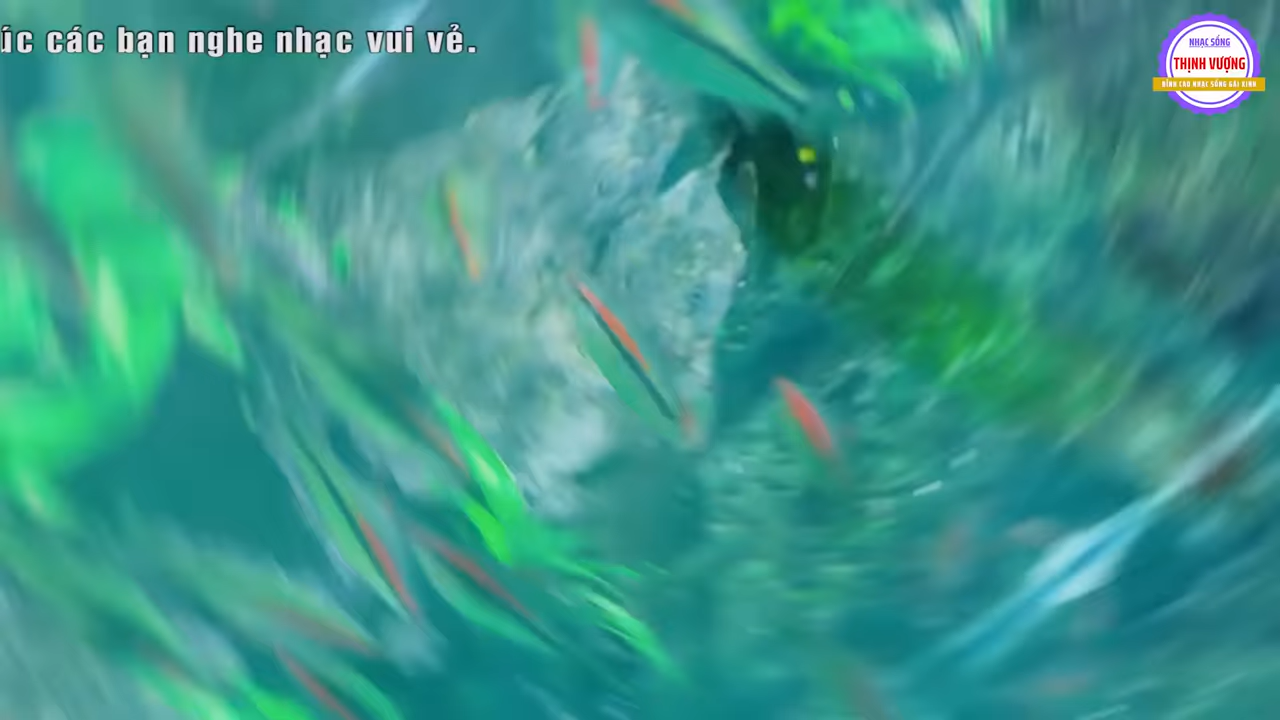 úc các bạn nghe nhạc vui vẻ.
NHẠC SỐNG
THỊNH VƯỢNG
ĐỈNH CAO NHẠC SỐNG GÁI XINH